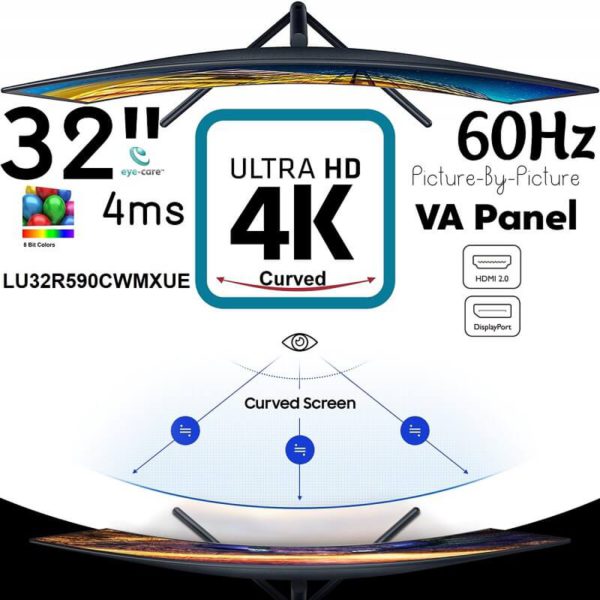 32"
eye-care™
8 Bit Colors
4ms
LU32R590CWMXUE
ULTRA HD
4K
Curved
60Hz
Picture-By-Picture
VA Panel
HDMI 2.0
DisplayPort
Curved Screen